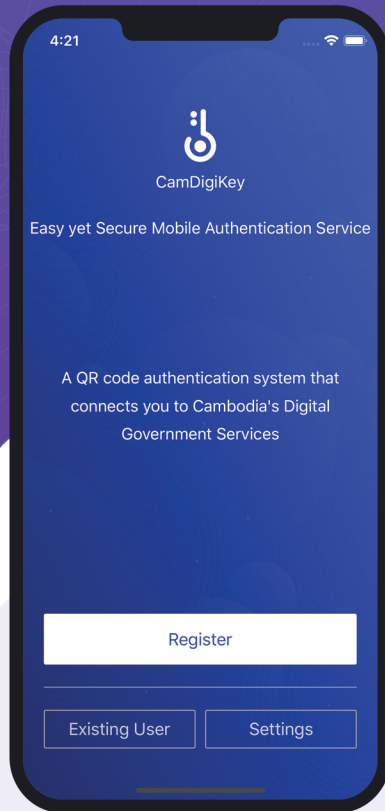 4:21
CamDigiKey
Easy yet Secure Mobile Authentication Service
A QR code authentication system that
connects you to Cambodia's Digital
Government Services
Register
Existing User
Settings